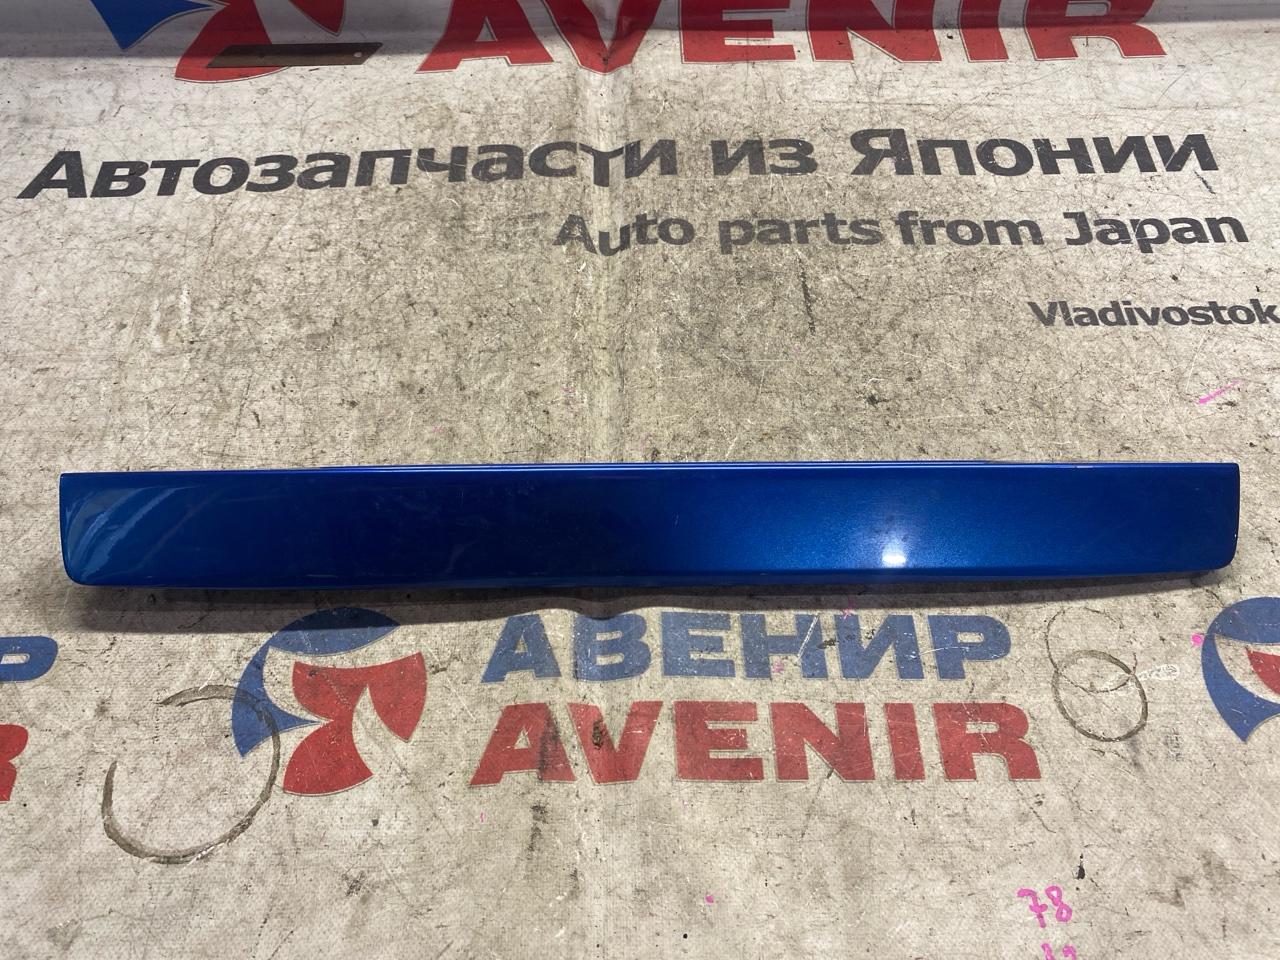 AVENIR
Автозапчасти из Японии
Auto parts from Japan
Vladivostok
АВЕНИР
AVENIR
Р
R
78